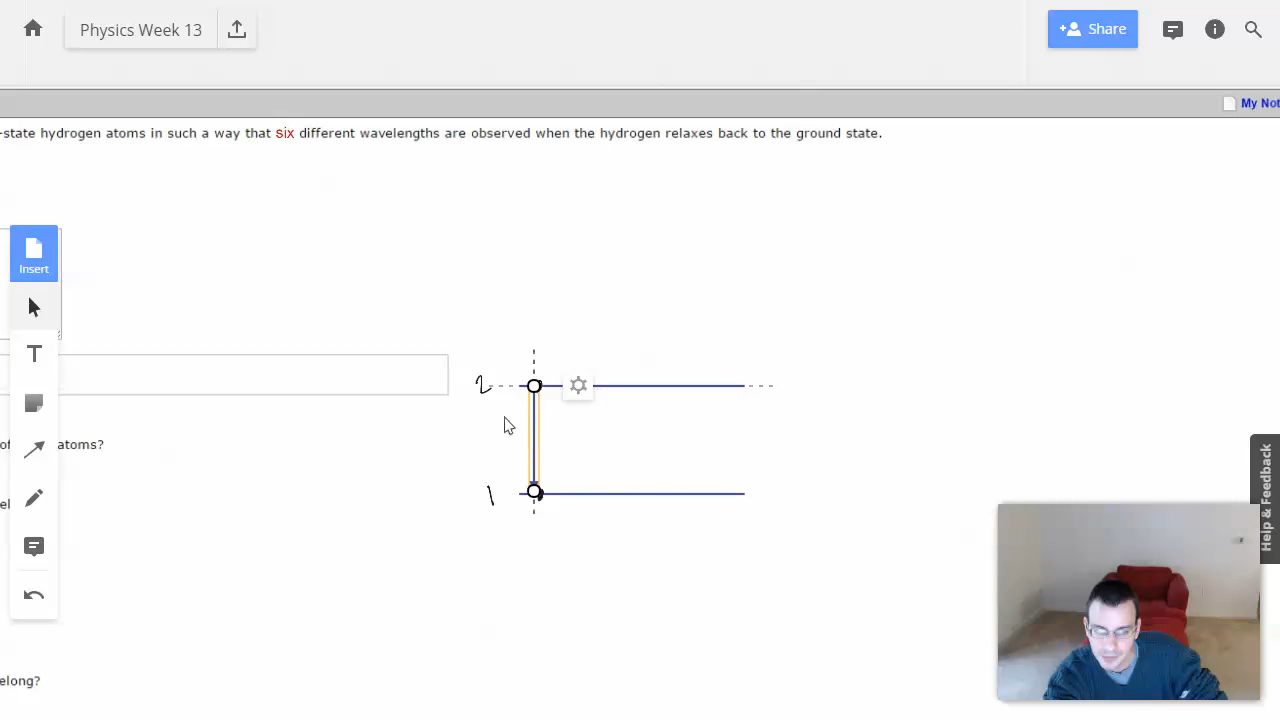 Physics Week 13
Share
My Not
-state hydrogen atoms in such a way that six different wavelengths are observed when the hydrogen relaxes back to the ground state.
Insert
T
2
of atoms?
1
el
elong?
Help & Feedback